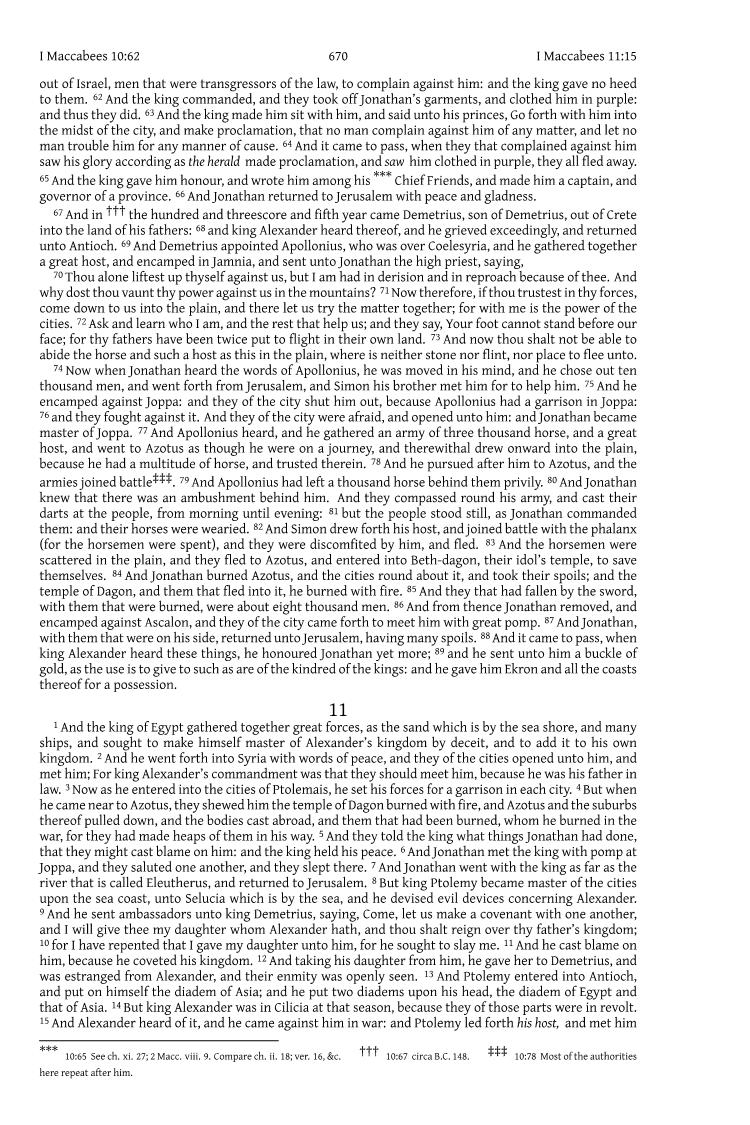 I Maccabees 10:62 670 I Maccabees 11:15
out of Israel, men that were transgressors of the law, to complain against him: and the king gave no heed
to them. 62 And the king commanded, and they took off Jonathan's garments, and clothed him in purple:
and thus they did. 63 And the king made him sit with him, and said unto his princes, Go forth with him into
the midst of the city, and make proclamation, that no man complain against him of any matter, and let no
man trouble him for any manner of cause. 64 And it came to pass, when they that complained against him
saw his glory according as the herald made proclamation, and saw him clothed in purple, they all fled away.
65 And the king gave him honour, and wrote him among his *** Chief Friends, and made him a captain, and
governor of a province. 66 And Jonathan returned to Jerusalem with peace and gladness.
67 And in ††† the hundred and threescore and fifth year came Demetrius, son of Demetrius, out of Crete
into the land of his fathers: 68 and king Alexander heard thereof, and he grieved exceedingly, and returned
unto Antioch. 69 And Demetrius appointed Apollonius, who was over Coelesyria, and he gathered together
a great host, and encamped in Jamnia, and sent unto Jonathan the high priest, saying,
70 Thou alone liftest up thyself against us, but I am had in derision and in reproach because of thee. And
why dost thou vaunt thy power against us in the mountains? 71 Now therefore, if thou trustest in thy forces,
come down to us into the plain, and there let us try the matter together; for with me is the power of the
cities. 72 Ask and learn who I am, and the rest that help us; and they say, Your foot cannot stand before our
face; for thy fathers have been twice put to flight in their own land. 73 And now thou shalt not be able to
abide the horse and such a host as this in the plain, where is neither stone nor flint, nor place to flee unto.
74 Now when Jonathan heard the words of Apollonius, he was moved in his mind, and he chose out ten
thousand men, and went forth from Jerusalem, and Simon his brother met him for to help him. 75 And he
encamped against Joppa: and they of the city shut him out, because Apollonius had a garrison in Joppa:
76 and they fought against it. And they of the city were afraid, and opened unto him: and Jonathan became
master of Joppa. 77 And Apollonius heard, and he gathered an army of three thousand horse, and a great
host, and went to Azotus as though he were on a journey, and therewithal drew onward into the plain,
because he had a multitude of horse, and trusted therein. 78 And he pursued after him to Azotus, and the
armies joined battle‡‡‡. 79 And Apollonius had left a thousand horse behind them privily. 80 And Jonathan
knew that there was an ambushment behind him. And they compassed round his army, and cast their
darts at the people, from morning until evening: 81 but the people stood still, as Jonathan commanded
them: and their horses were wearied. 82 And Simon drew forth his host, and joined battle with the phalanx
(for the horsemen were spent), and they were discomfited by him, and fled. 83 And the horsemen were
scattered in the plain, and they fled to Azotus, and entered into Beth-dagon, their idol's temple, to save
themselves. 84 And Jonathan burned Azotus, and the cities round about it, and took their spoils; and the
temple of Dagon, and them that fled into it, he burned with fire. 85 And they that had fallen by the sword,
with them that were burned, were about eight thousand men. 86 And from thence Jonathan removed, and
encamped against Ascalon, and they of the city came forth to meet him with great pomp. 87 And Jonathan,
with them that were on his side, returned unto Jerusalem, having many spoils. 88 And it came to pass, when
king Alexander heard these things, he honoured Jonathan yet more; 89 and he sent unto him a buckle of
gold, as the use is to give to such as are of the kindred of the kings: and he gave him Ekron and all the coasts
thereof for a possession.
11
1 And the king of Egypt gathered together great forces, as the sand which is by the sea shore, and many
ships, and sought to make himself master of Alexander's kingdom by deceit, and to add it to his own
kingdom. 2 And he went forth into Syria with words of peace, and they of the cities opened unto him, and
met him; For king Alexander's commandment was that they should meet him, because he was his father in
law. 3 Now as he entered into the cities of Ptolemais, he set his forces for a garrison in each city. 4 But when
he came near to Azotus, they shewed him the temple of Dagon burned with fire, and Azotus and the suburbs
thereof pulled down, and the bodies cast abroad, and them that had been burned, whom he burned in the
war, for they had made heaps of them in his way. 5 And they told the king what things Jonathan had done,
that they might cast blame on him: and the king held his peace. 6 And Jonathan met the king with pomp at
Joppa, and they saluted one another, and they slept there. 7 And Jonathan went with the king as far as the
river that is called Eleutherus, and returned to Jerusalem. 8 But king Ptolemy became master of the cities
upon the sea coast, unto Selucia which is by the sea, and he devised evil devices concerning Alexander.
9 And he sent ambassadors unto king Demetrius, saying, Come, let us make a covenant with one another,
and I will give thee my daughter whom Alexander hath, and thou shalt reign over thy father's kingdom;
10 for I have repented that I gave my daughter unto him, for he sought to slay me. 11 And he cast blame on
him, because he coveted his kingdom. 12 And taking his daughter from him, he gave her to Demetrius, and
was estranged from Alexander, and their enmity was openly seen. 13 And Ptolemy entered into Antioch,
and put on himself the diadem of Asia; and he put two diadems upon his head, the diadem of Egypt and
that of Asia. 14 But king Alexander was in Cilicia at that season, because they of those parts were in revolt.
15 And Alexander heard of it, and he came against him in war: and Ptolemy led forth his host, and met him
*** 10:65 See ch. xi. 27; 2 Macc. viii. 9. Compare ch. ii. 18; ver. 16, &c. ††† 10:67 circa B.C. 148. ‡‡‡ 10:78 Most of the authorities
here repeat after him.